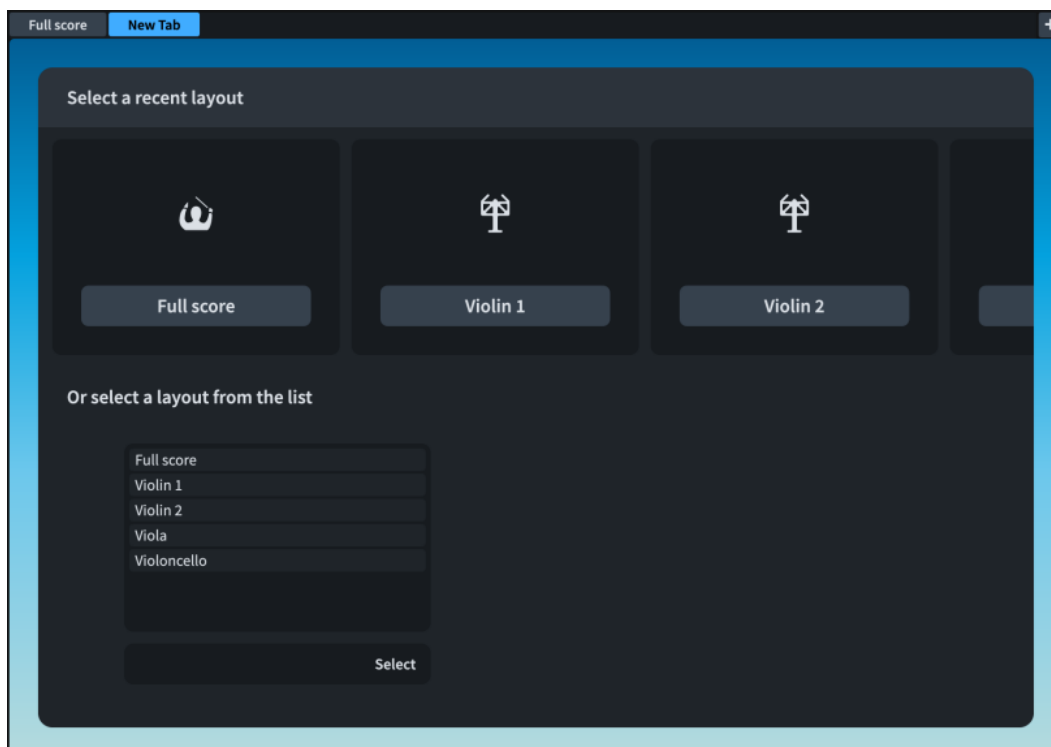 Full score New Tab +
Select a recent layout
Full score Violin 1 Violin 2
Or select a layout from the list
Full score
Violin 1
Violin 2
Viola
Violoncello
Select